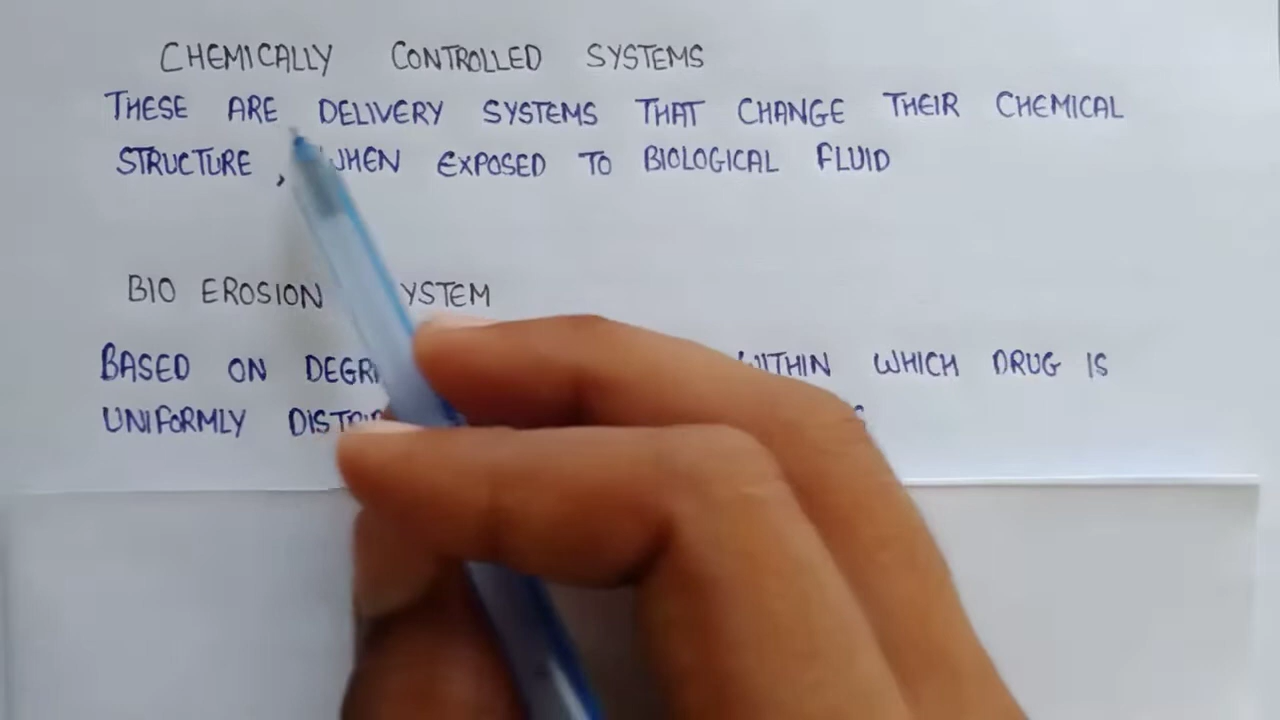 CHEMICALLY CONTROLLED SYSTEMS
THESE ARE DELIVERY SYSTEMS THAT CHANGE THEIR CHEMICAL
STRUCTURE , WHEN EXPOSED TO BIOLOGICAL FLUID
BIO EROSION YSTEM
BASED ON WITHIN WHICH DRUG IS
UNIFORMLY